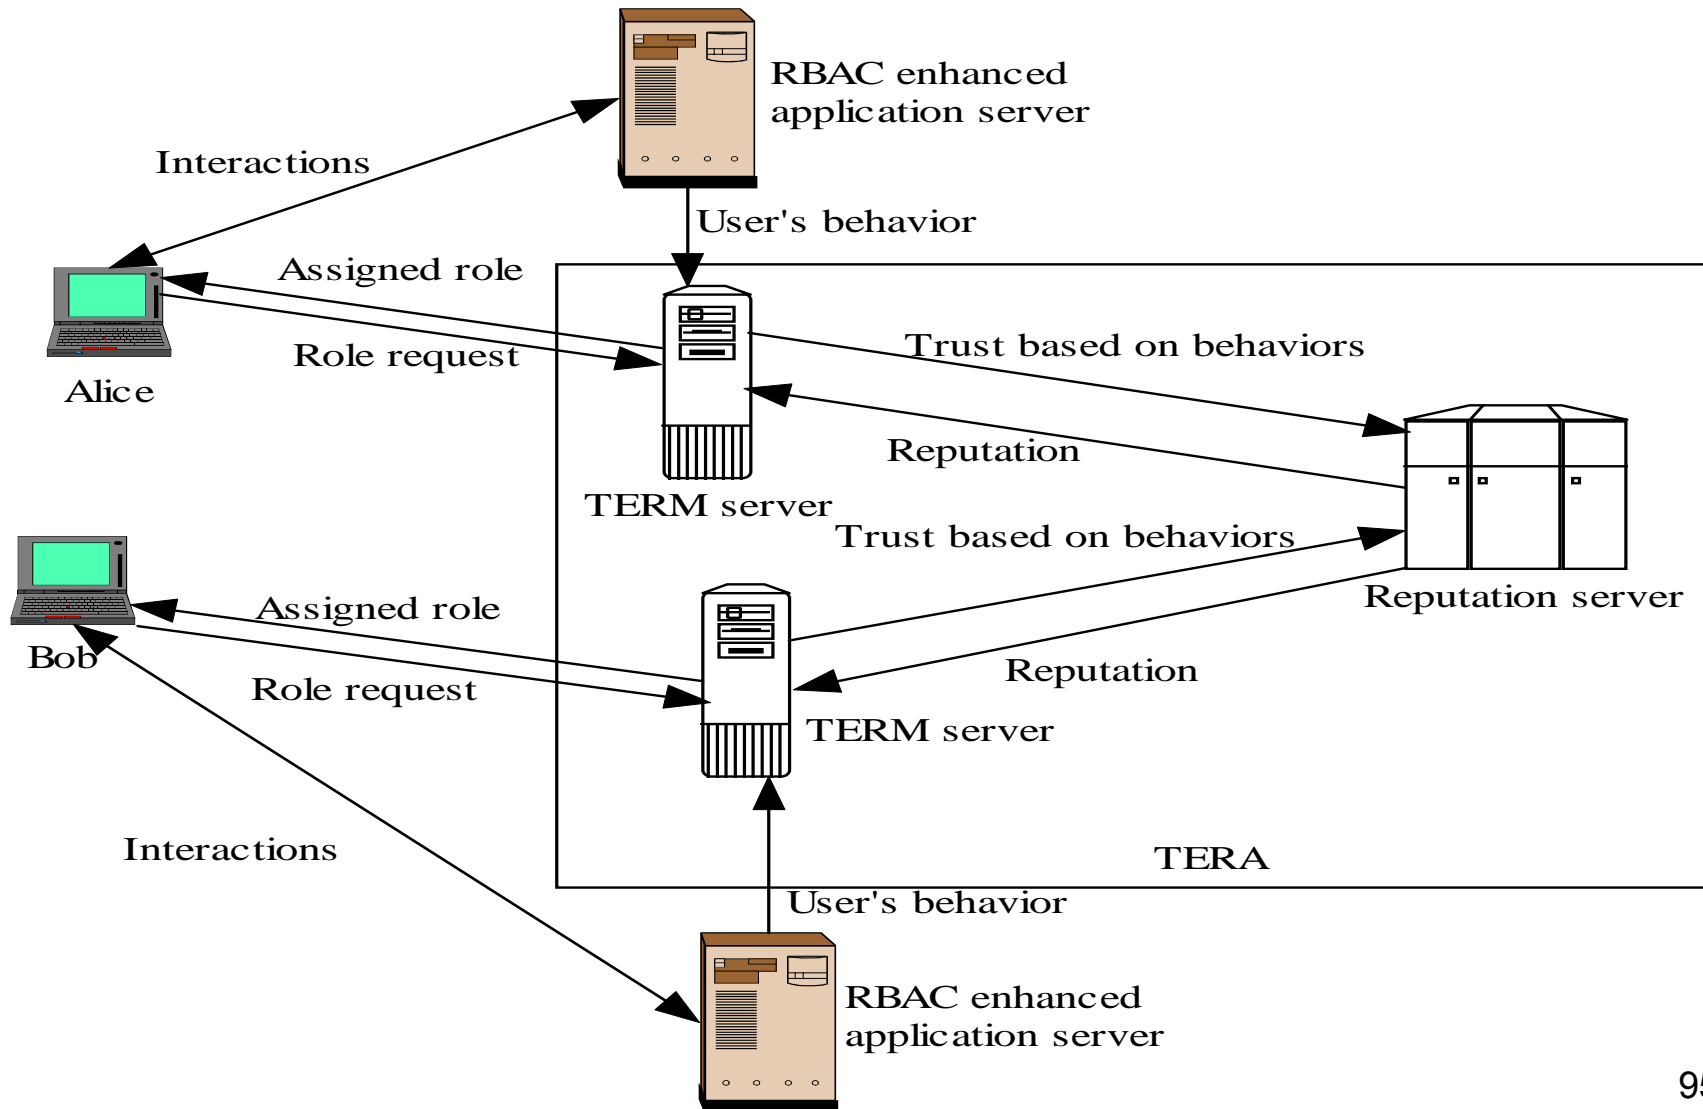 RBAC enhanced
application server
Interactions
User's behavior
Assigned role
Role request
Alice
Trust based on behaviors
Reputation
TERM server
Trust based on behaviors
Reputation server
Assigned role
Bob
Role request
Reputation
TERM server
Interactions
TERA
User's behavior
RBAC enhanced
application server
95